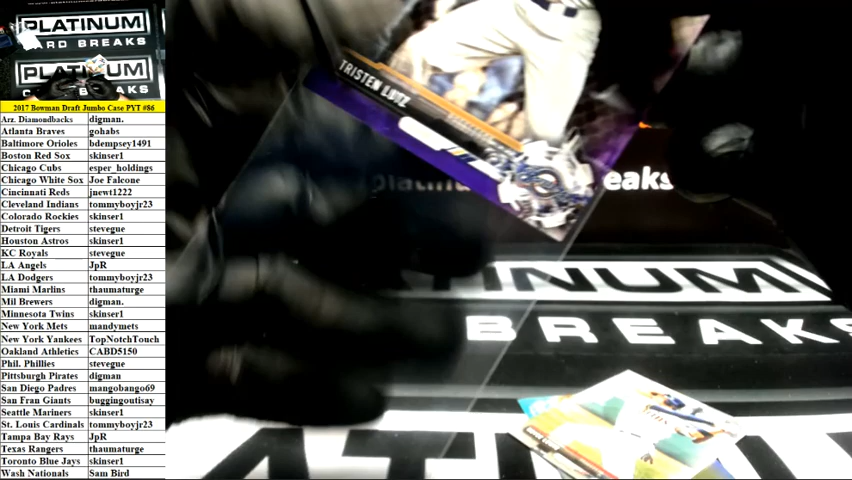 PLATINUM
ARD BREAKS
PLATINUM
C BREAKS
2017 Bowman Draft Jumbo Case PYT #86
Arz. Diamondbacks digman.
Atlanta Braves gohabs
Baltimore Orioles bdempsey1491
Boston Red Sox skinser1
Chicago Cubs esper_holdings
Chicago White Sox Joe Falcone
Cincinnati Reds jnewt1222
Cleveland Indians tommyboyjr23
Colorado Rockies skinser1
Detroit Tigers stevegue
Houston Astros skinser1
KC Royals stevegue
LA Angels JpR
LA Dodgers tommyboyjr23
Miami Marlins thaumaturge
Mil Brewers digman.
Minnesota Twins skinser1
New York Mets mandymets
New York Yankees TopNotchTouch
Oakland Athletics CABD5150
Phil. Phillies stevegue
Pittsburgh Pirates digman
San Diego Padres mangobango69
San Fran Giants buggingoutisay
Seattle Mariners skinser1
St. Louis Cardinals tommyboyjr23
Tampa Bay Rays JpR
Texas Rangers thaumaturge
Toronto Blue Jays skinser1
Wash Nationals Sam Bird
TRISTEN LUTZ
platinu eaks
TINUM
BREAKS
PLATINUM